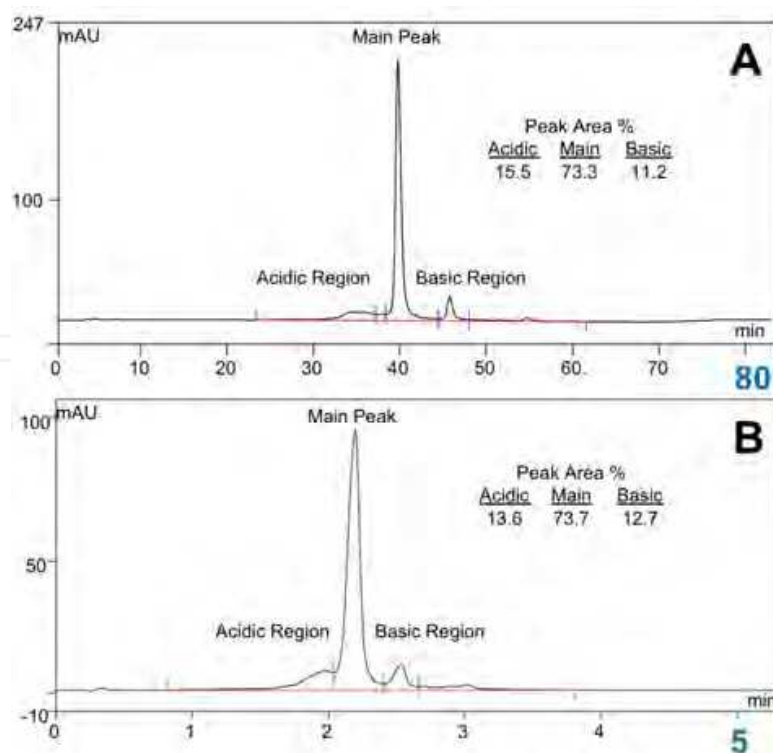 247
mAU
Main Peak
A
Peak Area %
Acidic Main Basic
15.5 73.3 11.2
100
Acidic Region Basic Region
min
0 10 20 30 40 50 60 70 80
100
mAU
Main Peak
B
Peak Area %
Acidic Main Basic
13.6 73.7 12.7
50
Acidic Region Basic Region
min
-10
0 1 2 3 4 5